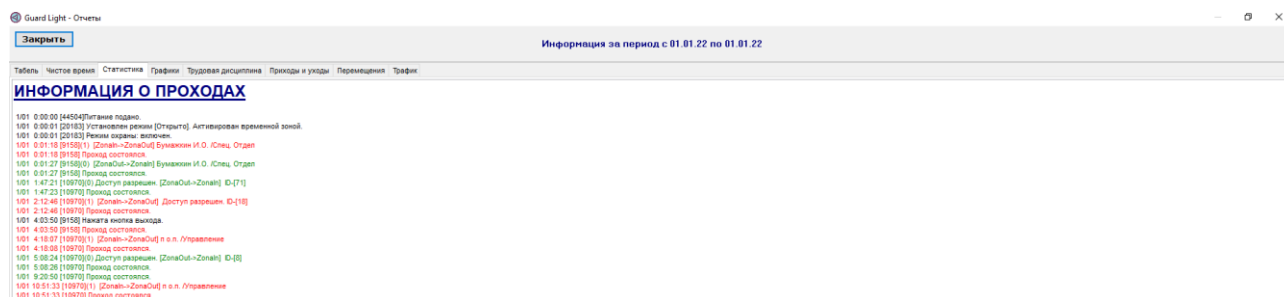 Guard Light - Отчеты
Закрыть
Информация за период с 01.01.22 по 01.01.22
Табель Чистое время Статистика Графики Трудовая дисциплина Приходы и уходы Перемещения Трафик
ИНФОРМАЦИЯ О ПРОХОДАХ
1/01 0:00:00 [44504]Питание подано.
1/01 0:00:01 [20183] Установлен режим [Открыто]. Активирован временной зоной.
1/01 0:00:01 [20183] Режим охраны: включен.
1/01 0:01:18 [9158](1) [ZonaIn->ZonaOut] Бумажкин И.О. /Спец. Отдел
1/01 0:01:18 [9158] Проход состоялся.
1/01 0:01:27 [9158](0) [ZonaOut->ZonaIn] Бумажкин И.О. /Спец. Отдел
1/01 0:01:27 [9158] Проход состоялся.
1/01 1:47:21 [10970](0) Доступ разрешен. [ZonaOut->ZonaIn] ID-[71]
1/01 1:47:23 [10970] Проход состоялся.
1/01 2:12:46 [10970](1) [ZonaIn->ZonaOut] .Доступ разрешен. ID-[18]
1/01 2:12:46 [10970] Проход состоялся.
1/01 4:03:50 [9158] Нажата кнопка выхода.
1/01 4:03:50 [9158] Проход состоялся.
1/01 4:18:07 [10970](1) [ZonaIn->ZonaOut] п о.п. /Управление
1/01 4:18:08 [10970] Проход состоялся.
1/01 5:08:24 [10970](0) Доступ разрешен. [ZonaOut->ZonaIn] ID-[8]
1/01 5:08:26 [10970] Проход состоялся.
1/01 9:20:50 [10970] Проход состоялся.
1/01 10:51:33 [10970](1) [ZonaIn->ZonaOut] п о.п. /Управление
1/01 10:51:33 [10970] Проход состоялся.